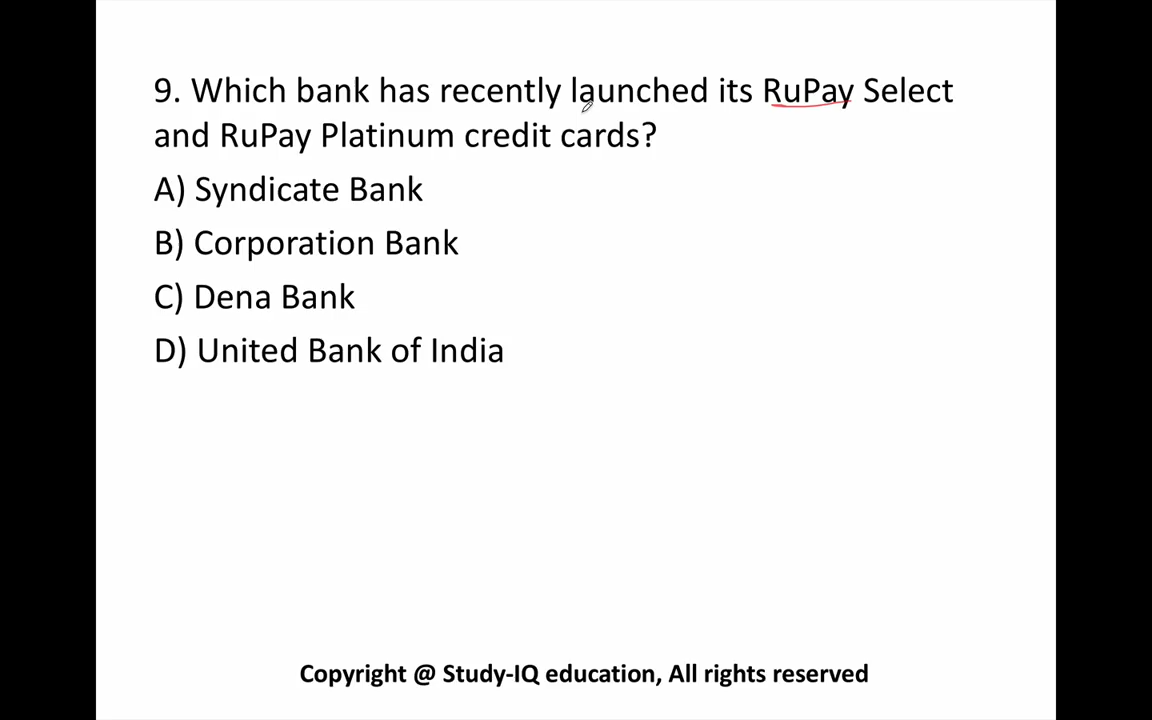 9. Which bank has recently launched its RuPay Select
and RuPay Platinum credit cards?
A) Syndicate Bank
B) Corporation Bank
C) Dena Bank
D) United Bank of India
Copyright @ Study-IQ education, All rights reserved